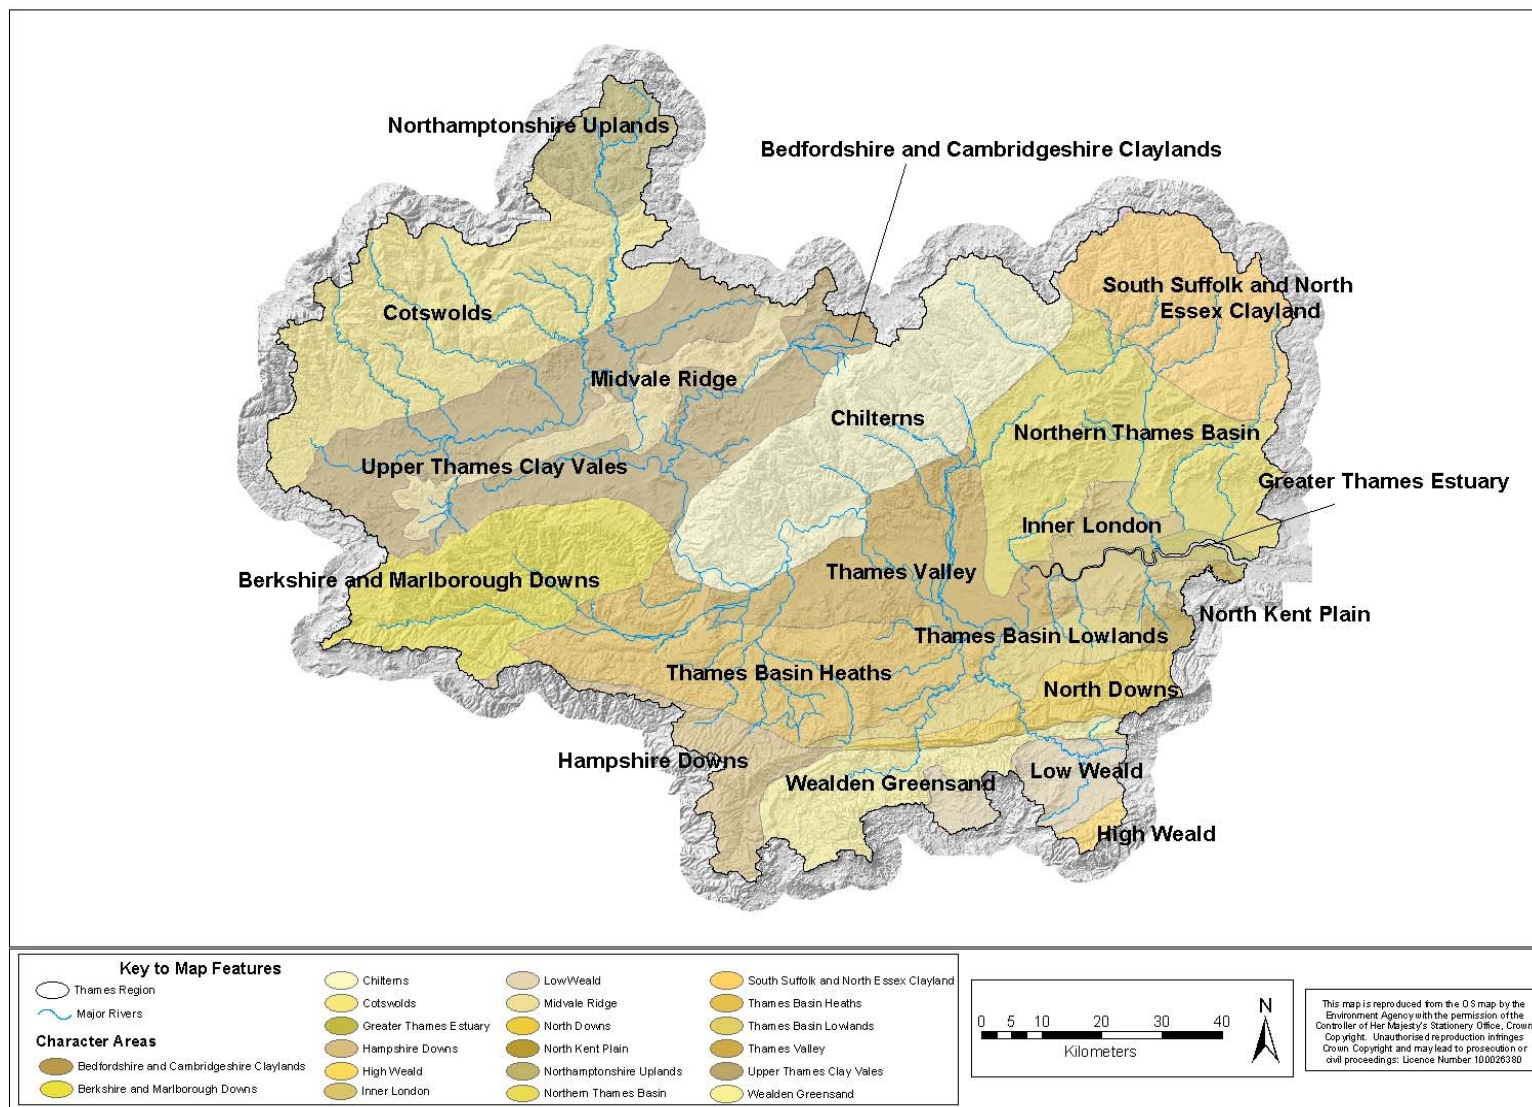 Northamptonshire Uplands
Bedfordshire and Cambridgeshire Claylands
South Suffolk and North
Essex Clayland
Cotswolds
Midvale Ridge
Chilterns
Northern Thames Basin
Upper Thames Clay Vales
Greater Thames Estuary
Inner London
Berkshire and Marlborough Downs
Thames Valley
North Kent Plain
Thames Basin Lowlands
Thames Basin Heaths
North Downs
Hampshire Downs
Low Weald
Wealden Greensand
High Weald
Key to Map Features
Thames Region
Major Rivers
Character Areas
Bedfordshire and Cambridgeshire Claylands
Berkshire and Marlborough Downs
Chilterns
Cotswolds
Greater Thames Estuary
Hampshire Downs
High Weald
Inner London
Low Weald
Midvale Ridge
North Downs
North Kent Plain
Northamptonshire Uplands
Northern Thames Basin
South Suffolk and North Essex Clayland
Thames Basin Heaths
Thames Basin Lowlands
Thames Valley
Upper Thames Clay Vales
Wealden Greensand
0 5 10 20 30 40
Kilometers
N
This map is reproduced from the OS map by the
Environment Agency with the permission of the
Controller of Her Majesty's Stationery Office, Crown
Copyright. Unauthorised reproduction infringes
Crown Copyright and may lead to prosecution or
civil proceedings: Licence Number 100026380